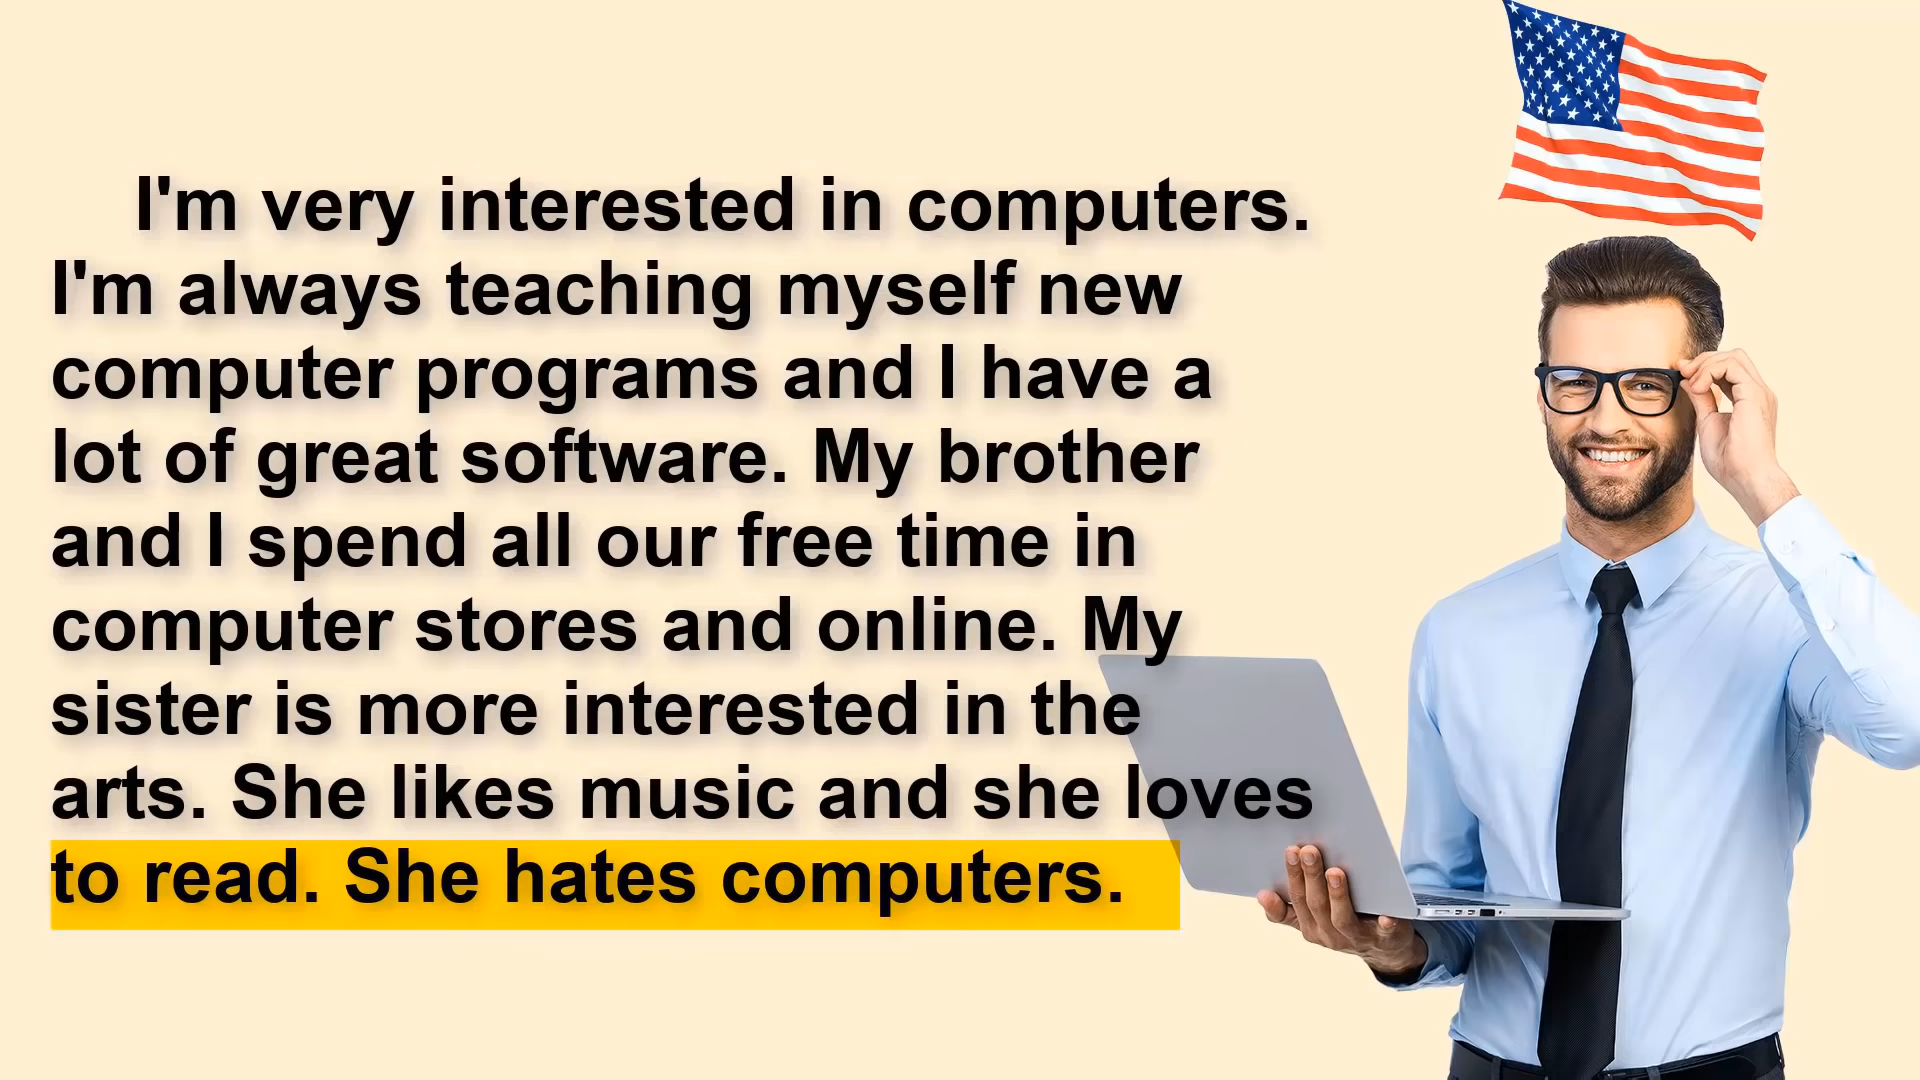 I'm very interested in computers.
I'm always teaching myself new
computer programs and I have a
lot of great software. My brother
and I spend all our free time in
computer stores and online. My
sister is more interested in the
arts. She likes music and she loves
to read. She hates computers.